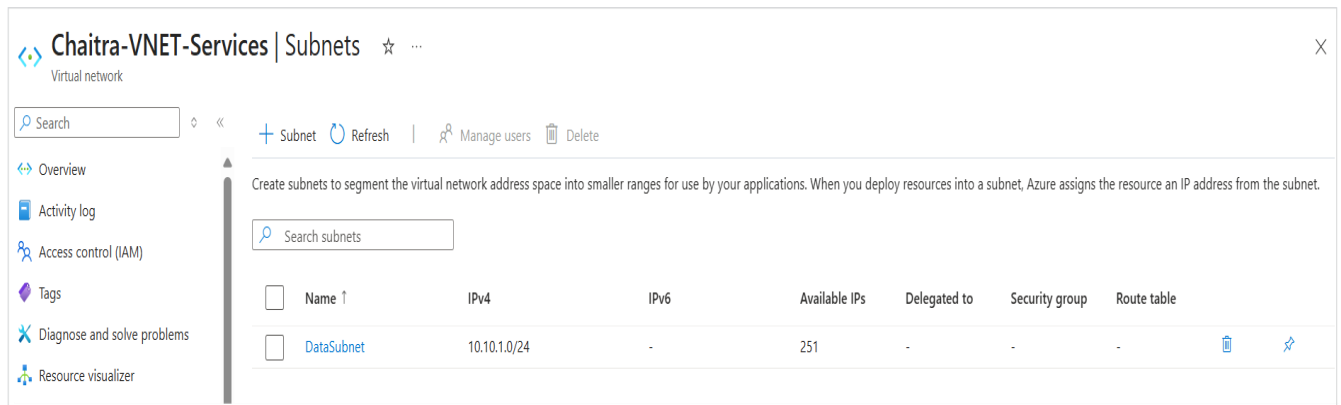 Chaitra-VNET-Services | Subnets
Virtual network
Search
Subnet Refresh Manage users Delete
Overview
Create subnets to segment the virtual network address space into smaller ranges for use by your applications. When you deploy resources into a subnet, Azure assigns the resource an IP address from the subnet.
Activity log
Search subnets
Access control (IAM)
Tags
Name ↑ IPv4 IPv6 Available IPs Delegated to Security group Route table
Diagnose and solve problems
DataSubnet 10.10.1.0/24 - 251 - - -
Resource visualizer